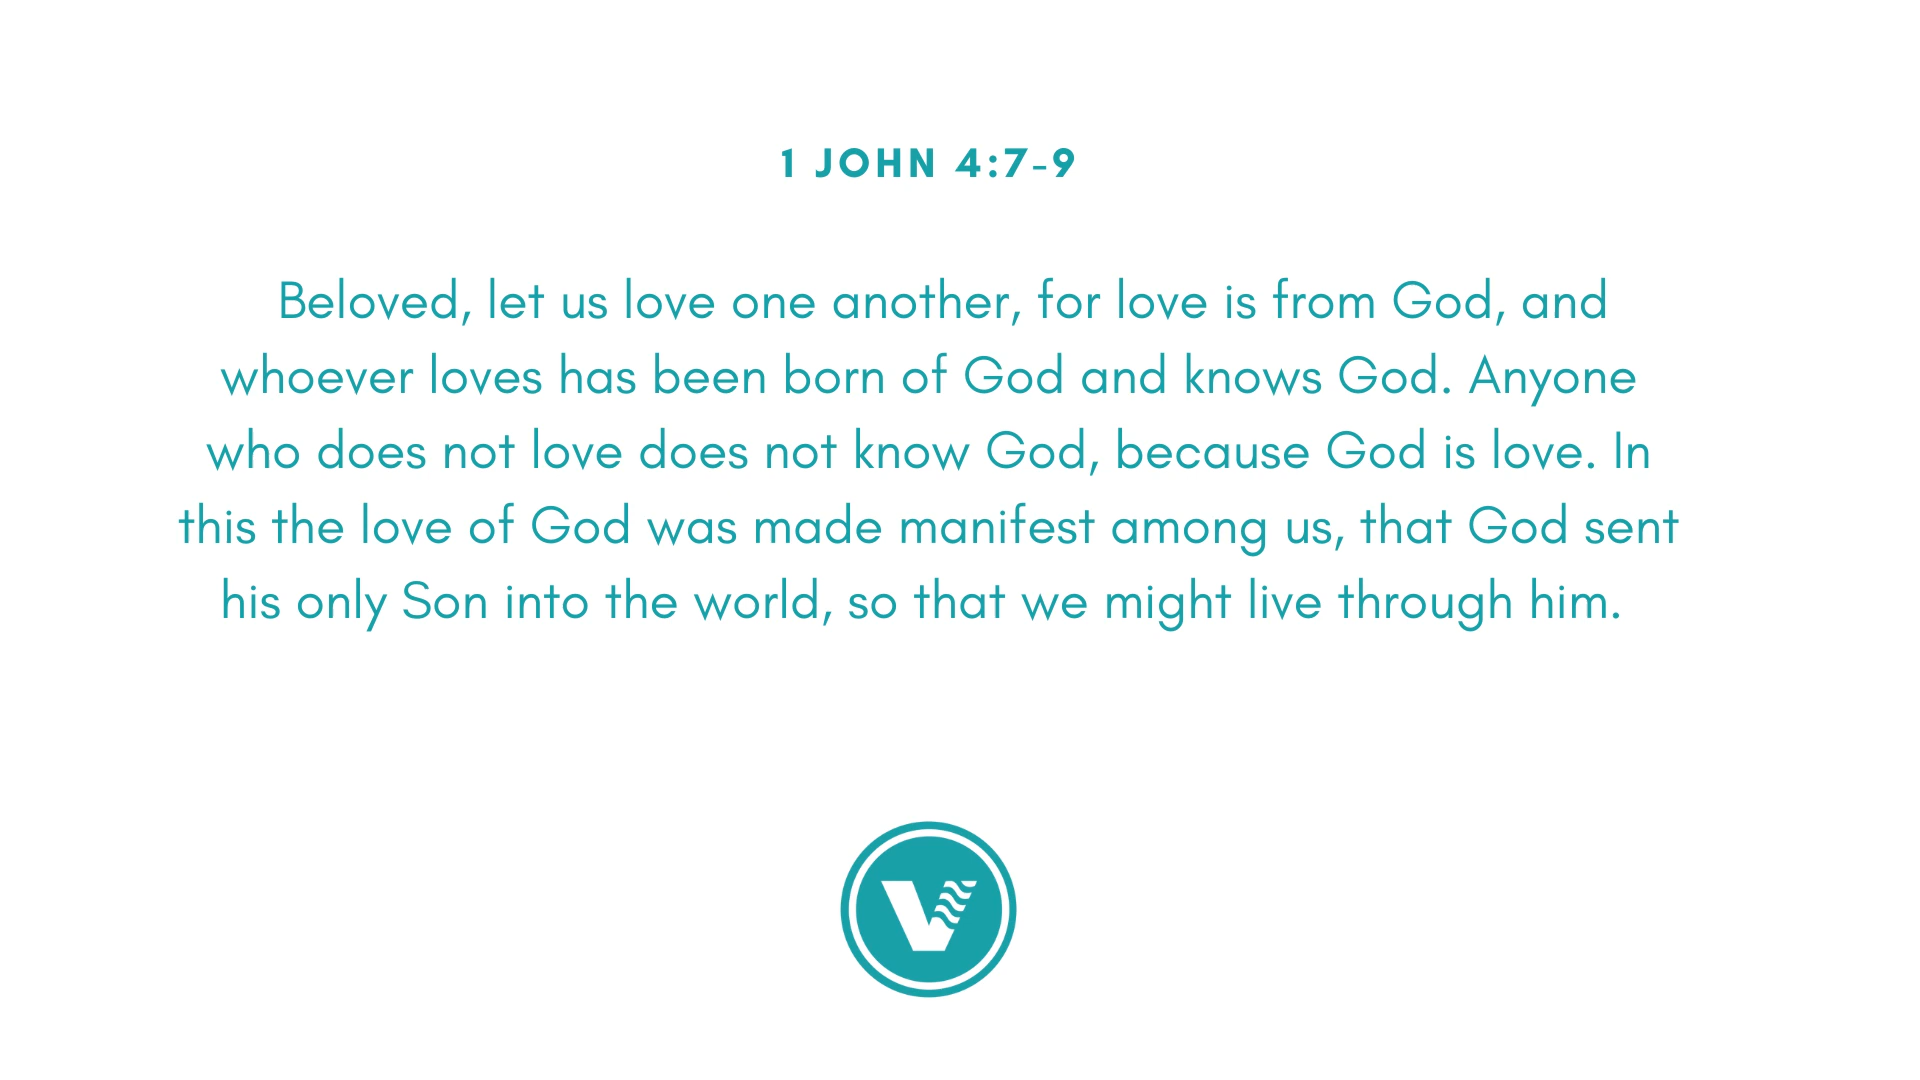 1 JOHN 4:7-9
Beloved, let us love one another, for love is from God, and
whoever loves has been born of God and knows God. Anyone
who does not love does not know God, because God is love. In
this the love of God was made manifest among us, that God sent
his only Son into the world, so that we might live through him.
V